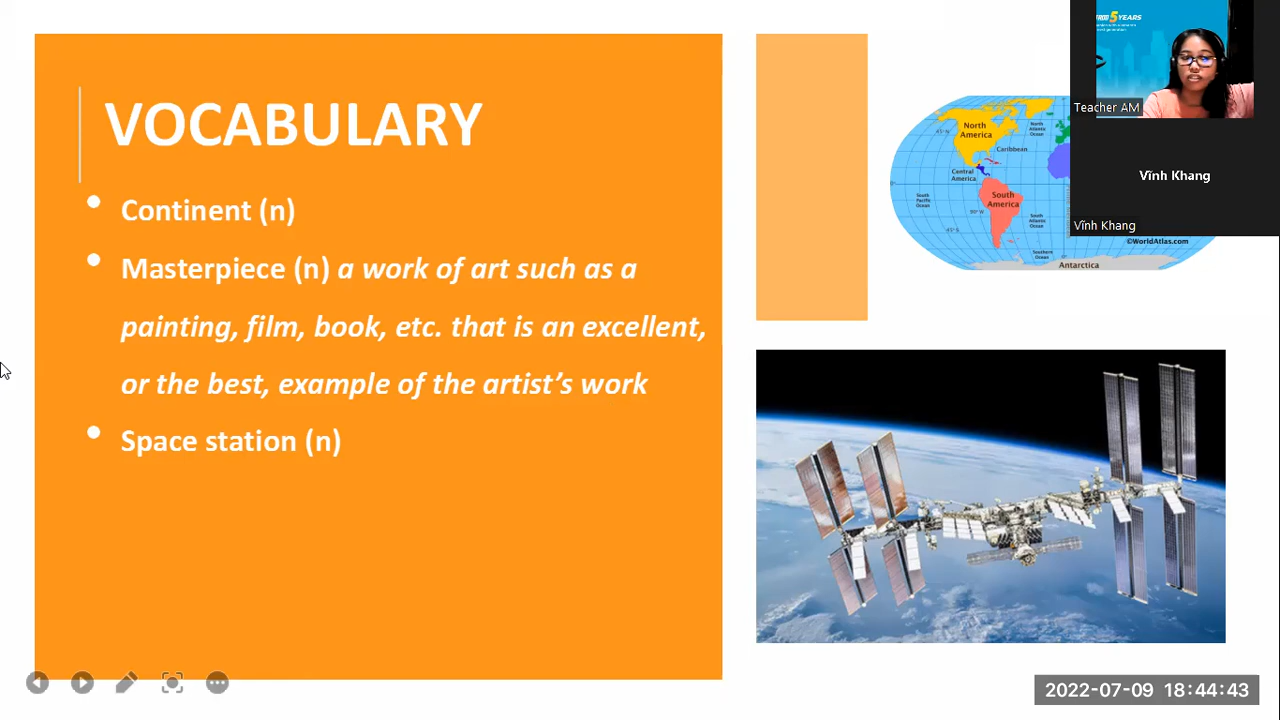 VOCABULARY
Continent (n)
Masterpiece (n) a work of art such as a
painting, film, book, etc. that is an excellent,
or the best, example of the artist's work
Space station (n)
5 YEARS
Teacher AM
Vĩnh Khang
Vĩnh Khang
North
America
North
Atlantic
Ocean
Caribbean
Central
America
South
Pacific
Ocean
South
America
South
Atlantic
Ocean
Southern
Ocean
©WorldAtlas.com
Antarctica
2022-07-09 18:44:43